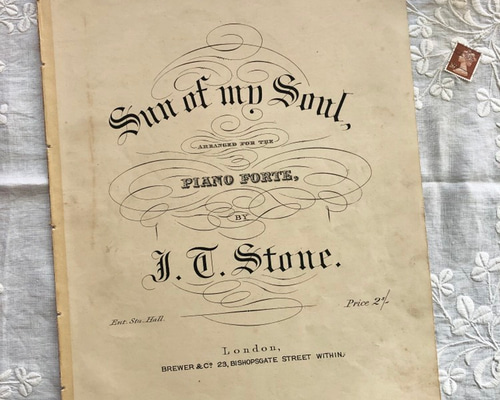 Sun of my Soul,
ARRANGED FOR THE
PIANO FORTE,
BY
J. T. Stone.
Ent. Sta. Hall.
Price 2/-
London,
BREWER & Co. 23, BISHOPSGATE STREET WITHIN,